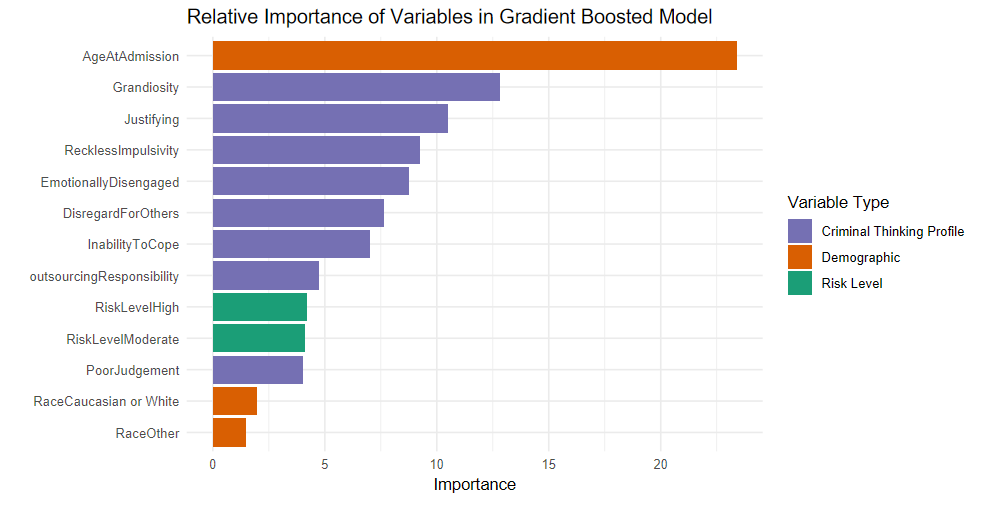 Relative Importance of Variables in Gradient Boosted Model
AgeAtAdmission
Grandiosity
Justifying
RecklessImpulsivity
EmotionallyDisengaged
DisregardForOthers
InabilityToCope
outsourcingResponsibility
RiskLevelHigh
RiskLevelModerate
PoorJudgement
RaceCaucasian or White
RaceOther
0 5 10 15 20
Importance
Variable Type
Criminal Thinking Profile
Demographic
Risk Level